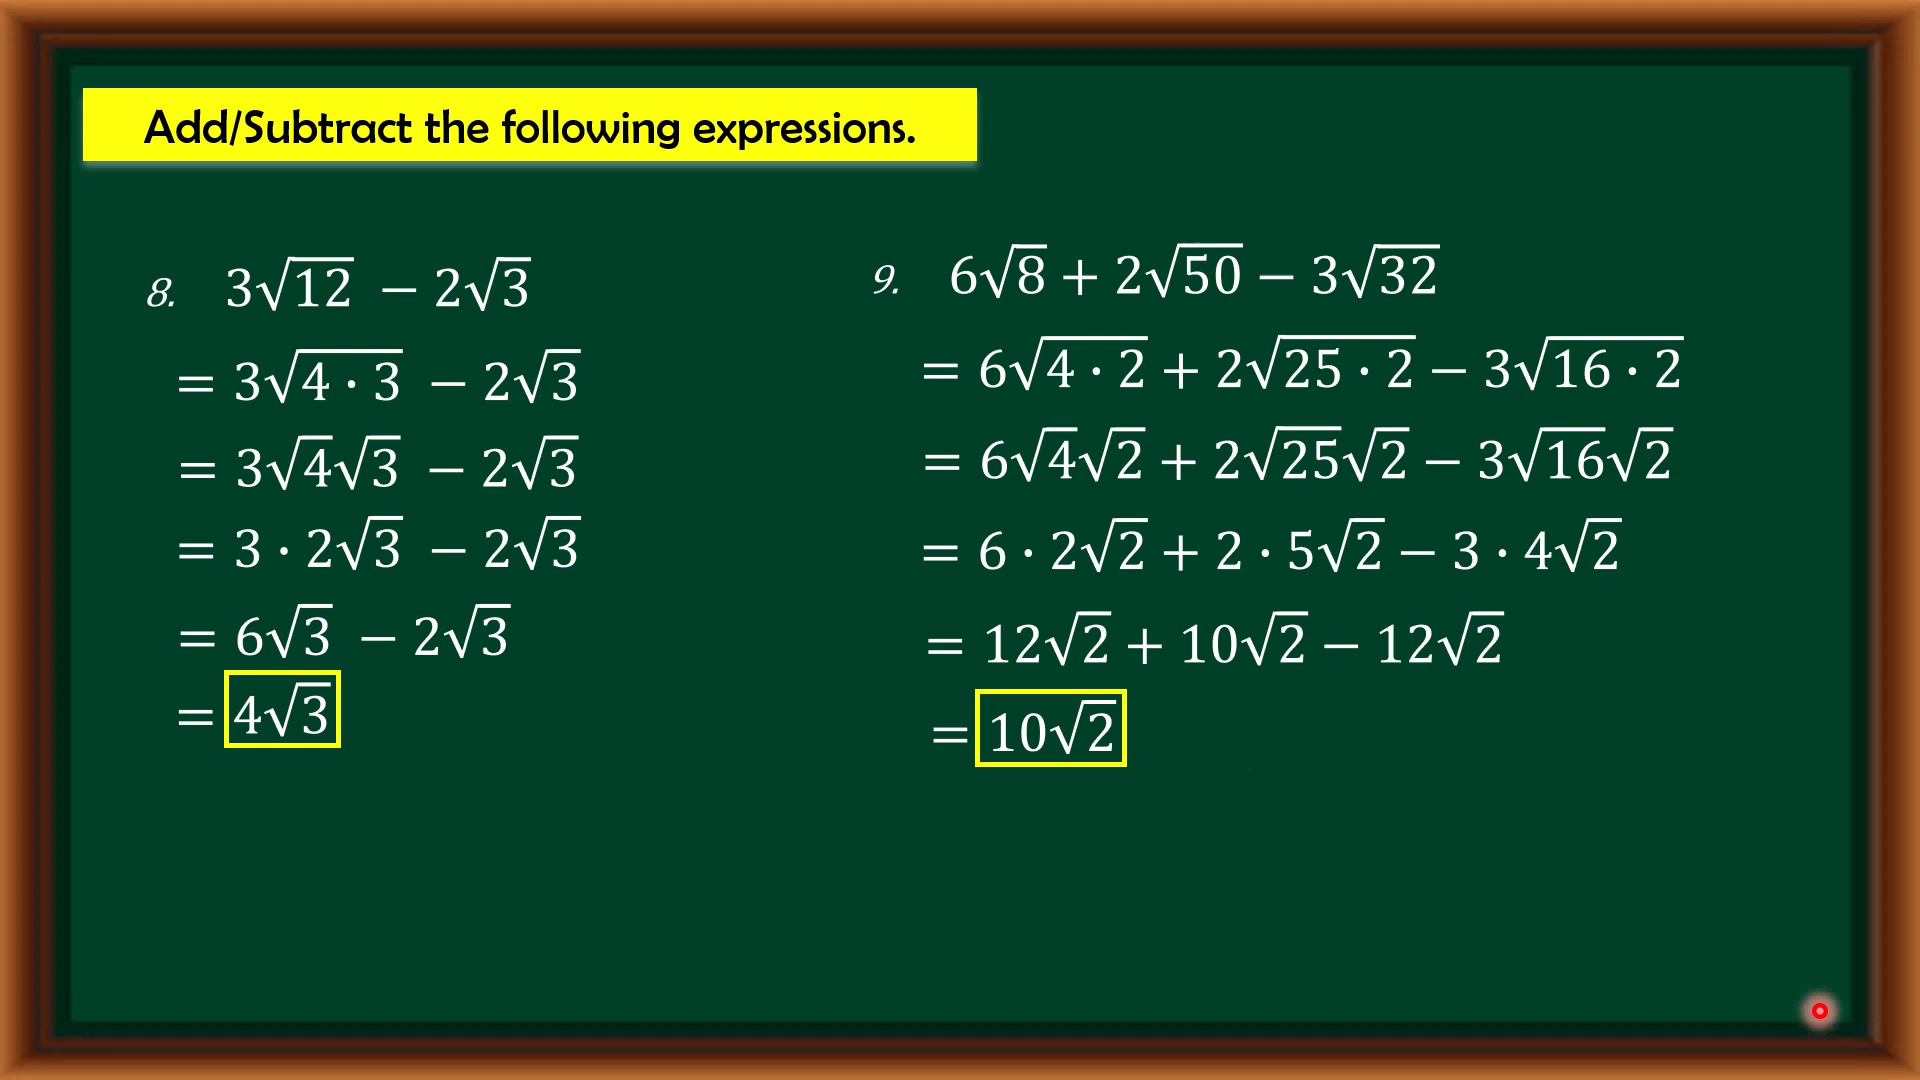 Add/Subtract the following expressions.
8. 3√12 − 2√3
= 3√(4 · 3) − 2√3
= 3√4√3 − 2√3
= 3 · 2√3 − 2√3
= 6√3 − 2√3
= 4√3
9. 6√8 + 2√50 − 3√32
= 6√(4 · 2) + 2√(25 · 2) − 3√(16 · 2)
= 6√4√2 + 2√25√2 − 3√16√2
= 6 · 2√2 + 2 · 5√2 − 3 · 4√2
= 12√2 + 10√2 − 12√2
= 10√2